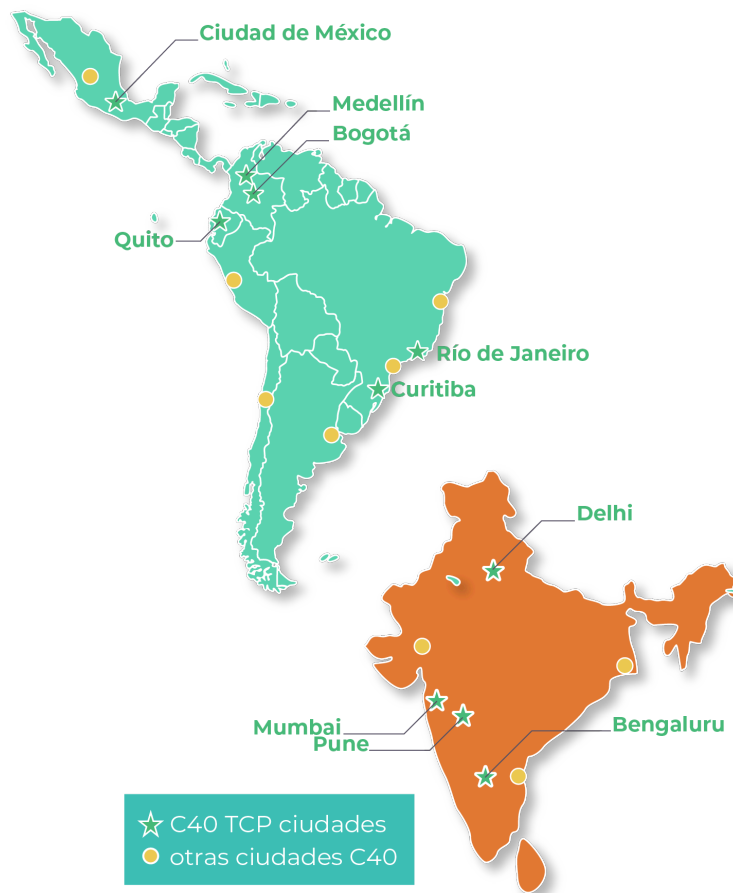 Ciudad de México
Medellín
Bogotá
Quito
Río de Janeiro
Curitiba
Delhi
Mumbai
Pune
Bengaluru
C40 TCP ciudades
otras ciudades C40